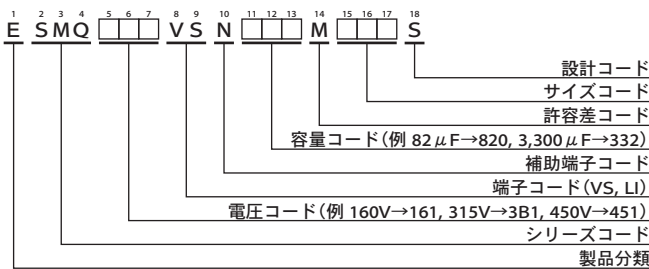 1 2 3 4 5 6 7 8 9 10 11 12 13 14 15 16 17 18
E SMQ □□□ VS N □□□ M □□□ S
設計コード
サイズコード
許容差コード
容量コード(例 82μF→820, 3,300μF→332)
補助端子コード
端子コード(VS, LI)
電圧コード(例 160V→161, 315V→3B1, 450V→451)
シリーズコード
製品分類